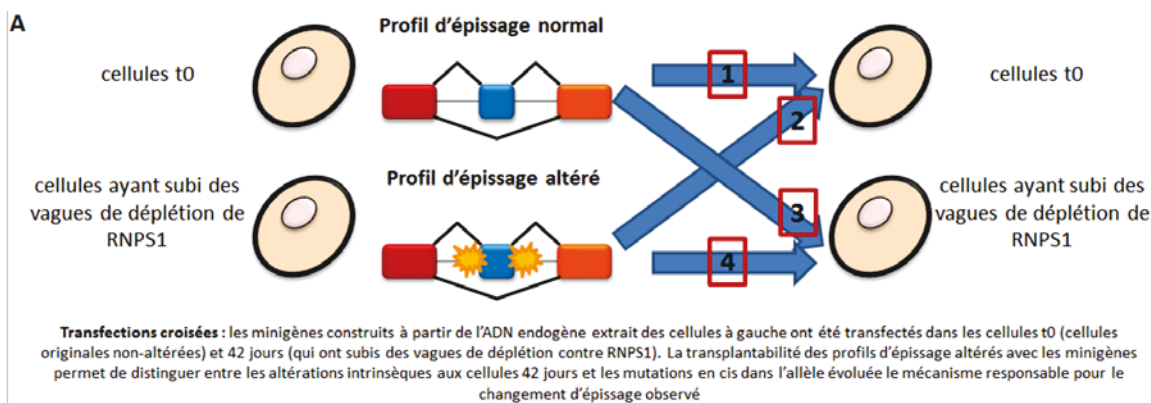 A
Profil d'épissage normal
cellules t0
1
cellules t0
2
Profil d'épissage altéré
cellules ayant subi des
vagues de déplétion de
RNPS1
3
cellules ayant subi des
vagues de déplétion de
RNPS1
4
Transfections croisées : les minigènes construits à partir de l'ADN endogène extrait des cellules à gauche ont été transfectés dans les cellules t0 (cellules
originales non-altérées) et 42 jours (qui ont subis des vagues de déplétion contre RNPS1). La transplantabilité des profils d'épissage altérés avec les minigènes
permet de distinguer entre les altérations intrinsèques aux cellules 42 jours et les mutations en cis dans l'allèle évoluée le mécanisme responsable pour le
changement d'épissage observé